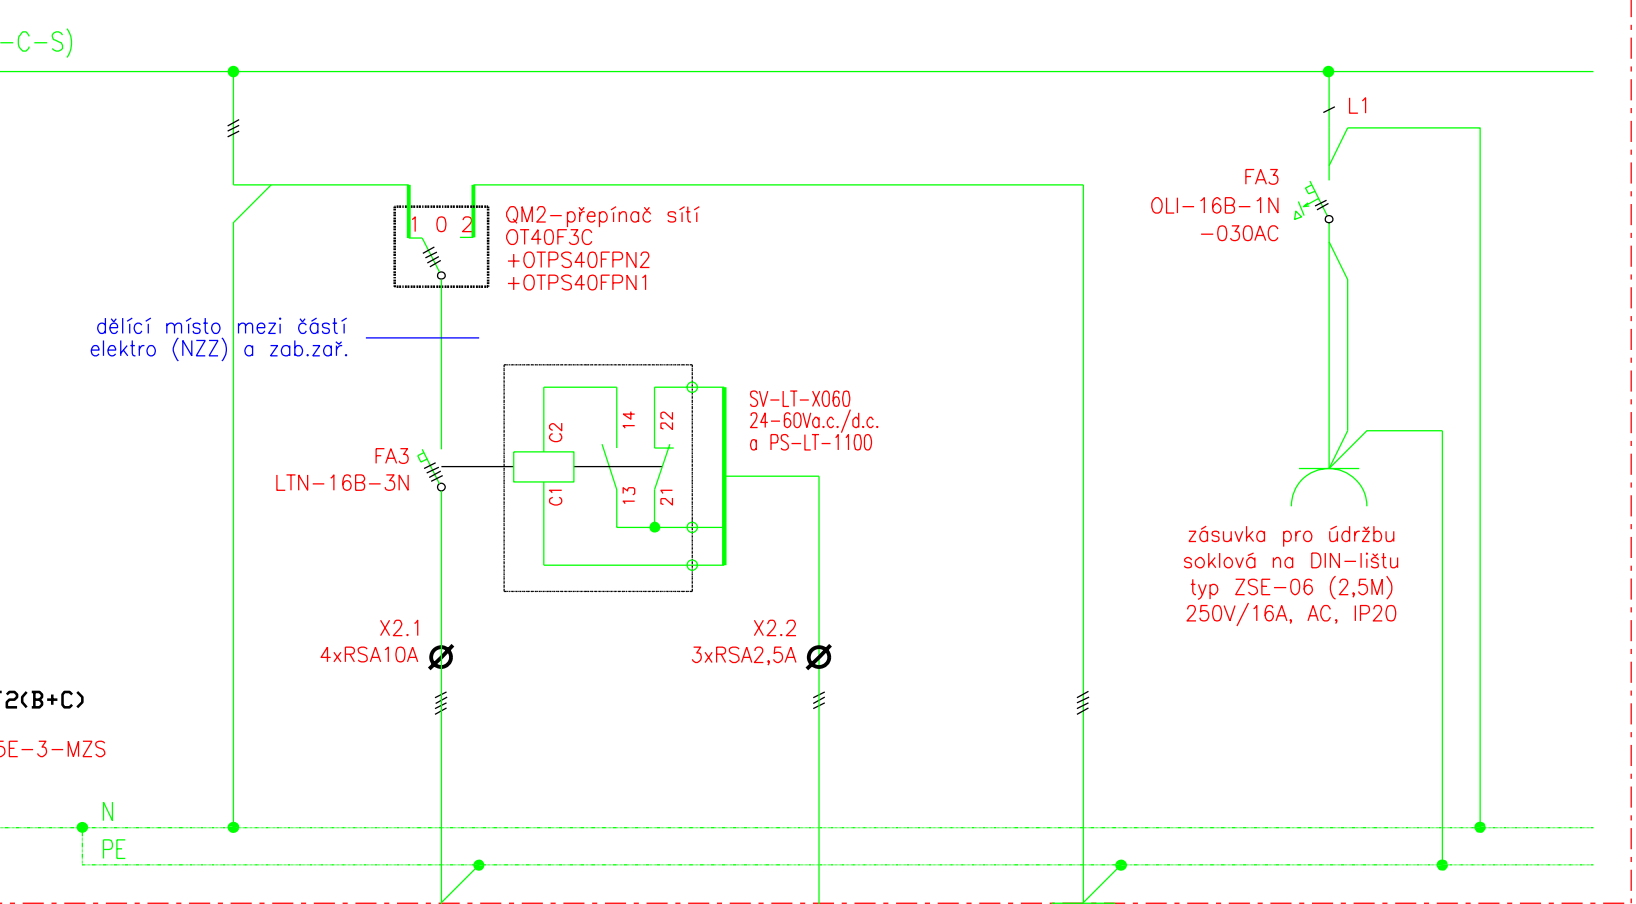 -C-S)
L1
FA3
OLI-16B-1N
-030AC
1 0 2
QM2-přepínač sítí
OT40F3C
+OTPS40FPN2
+OTPS40FPN1
dělící místo mezi částí
elektro (NZZ) a zab.zař.
SV-LT-X060
24-60Va.c./d.c.
a PS-LT-1100
14
22
C2
FA3
LTN-16B-3N
C1
13
21
zásuvka pro údržbu
soklová na DIN-lištu
typ ZSE-06 (2,5M)
250V/16A, AC, IP20
X2.1
4xRSA10A
X2.2
3xRSA2,5A
2(B+C)
5E-3-MZS
N
PE